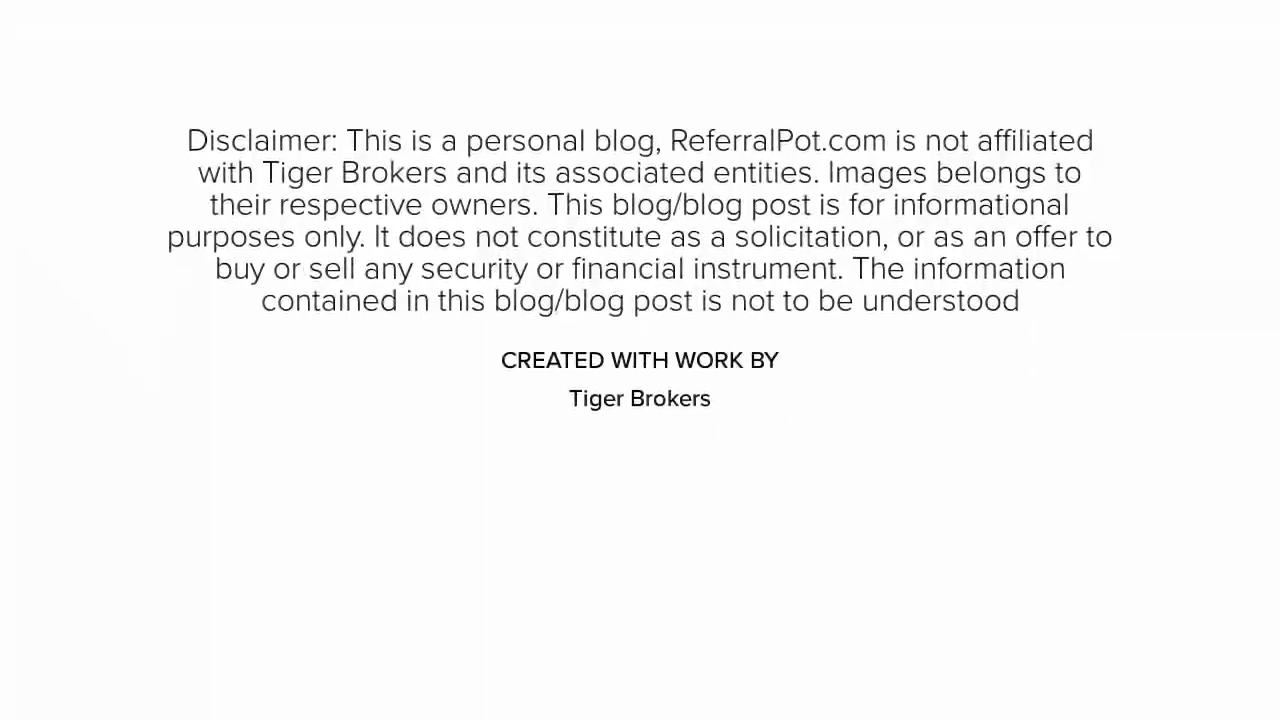 Disclaimer: This is a personal blog, ReferralPot.com is not affiliated
with Tiger Brokers and its associated entities. Images belongs to
their respective owners. This blog/blog post is for informational
purposes only. It does not constitute as a solicitation, or as an offer to
buy or sell any security or financial instrument. The information
contained in this blog/blog post is not to be understood
CREATED WITH WORK BY
Tiger Brokers